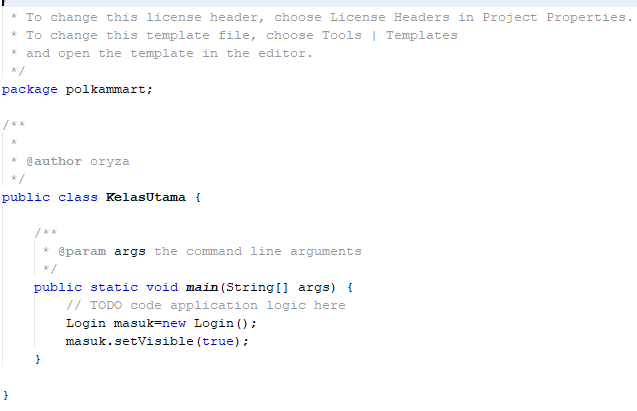 * To change this license header, choose License Headers in Project Properties.
* To change this template file, choose Tools | Templates
* and open the template in the editor.
*/
package polkammart;
/**
*
* @author oryza
*/
public class KelasUtama {
/**
* @param args the command line arguments
*/
public static void main(String[] args) {
// TODO code application logic here
Login masuk=new Login();
masuk.setVisible(true);
}
}